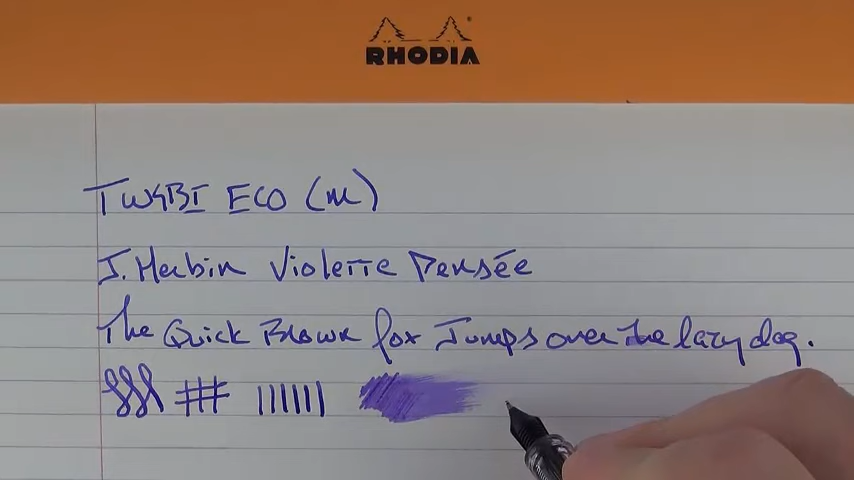 RHODIA
TWSBI ECO (M)
J. Herbin Violette Pensée
The Quick Brown fox Jumps over the lazy dog.